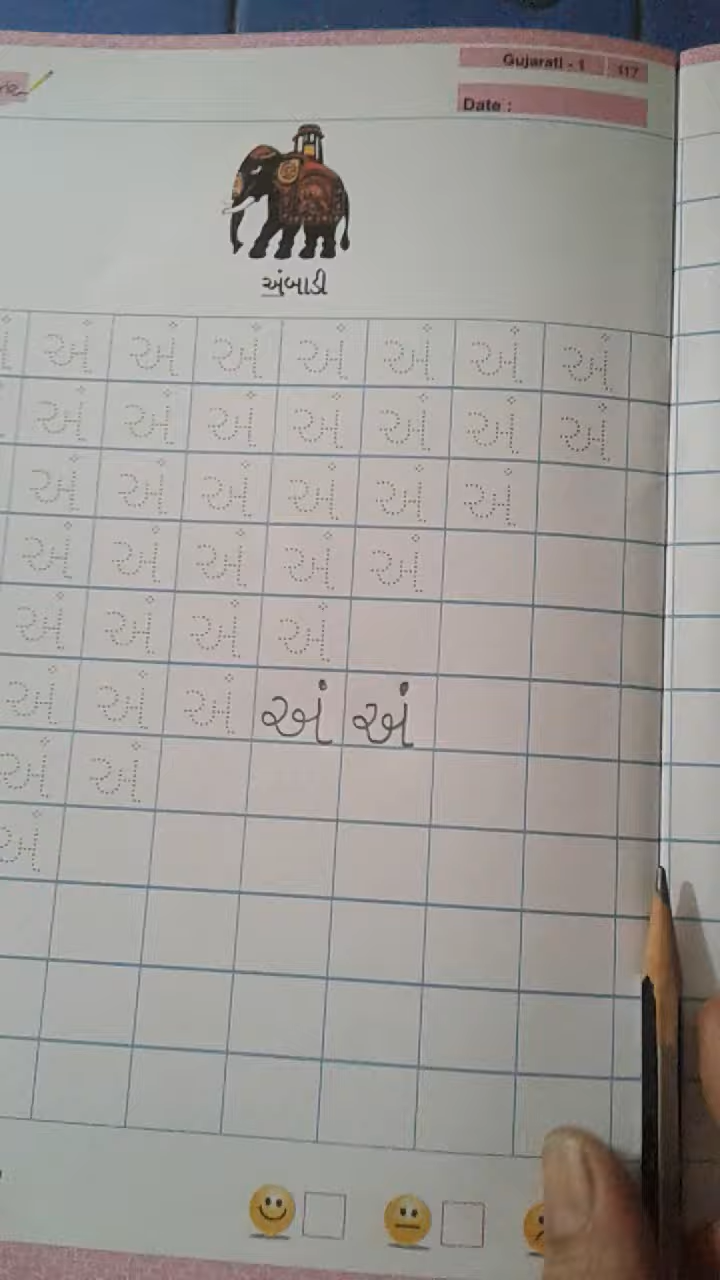 Gujarati - 1 117
Date :
અંબાડી
અં અં અં અં અં અં અં
અં અં અં અં અં અં અં
અં અં અં અં અં અં
અં અં અં અં અં
અં અં અં અં
અં અં અં અં અં
અં અં
અં